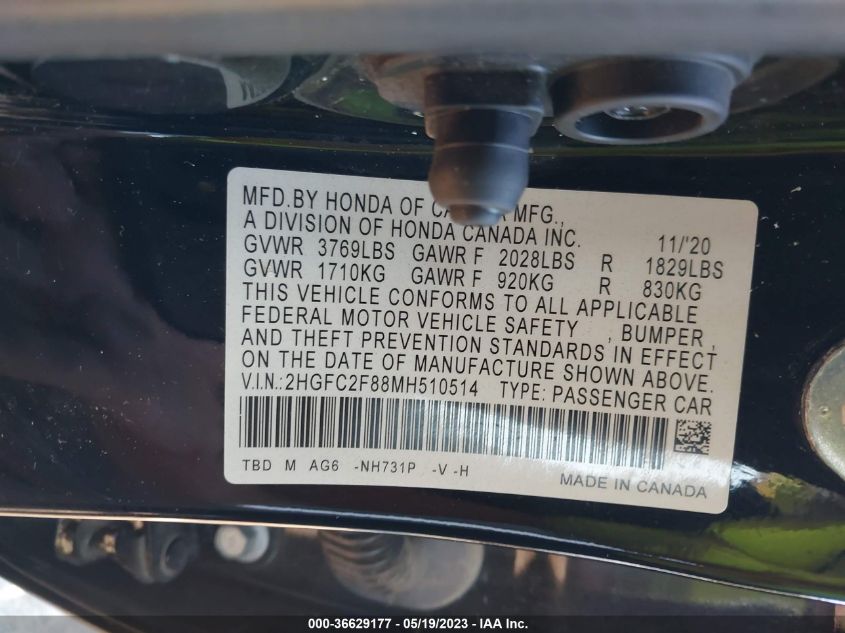 MFD.BY HONDA OF MFG.,
A DIVISION OF HONDA CANADA INC. 11/'20
GVWR 3769LBS GAWR F 2028LBS R 1829LBS
GVWR 1710KG GAWR F 920KG R 830KG
THIS VEHICLE CONFORMS TO ALL APPLICABLE
FEDERAL MOTOR VEHICLE SAFETY , BUMPER,
AND THEFT PREVENTION STANDARDS IN EFFECT
ON THE DATE OF MANUFACTURE SHOWN ABOVE.
V.I.N.:2HGFC2F88MH510514 TYPE: PASSENGER CAR
TBD M AG6 -NH731P -V -H
MADE IN CANADA
000-36629177 - 05/19/2023 - IAA Inc.